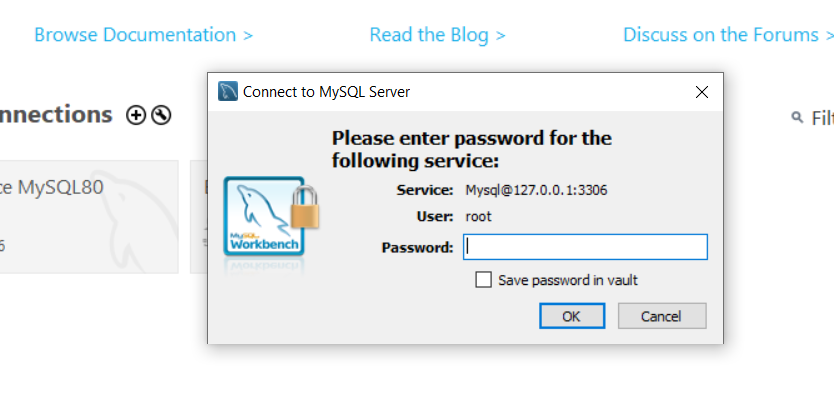 Browse Documentation >
Read the Blog >
Discuss on the Forums >
Connect to MySQL Server
nnections
Filt
Please enter password for the
following service:
ce MySQL80
Service: Mysql@127.0.0.1:3306
User: root
MySQL
Workbench
Password:
Save password in vault
OK
Cancel